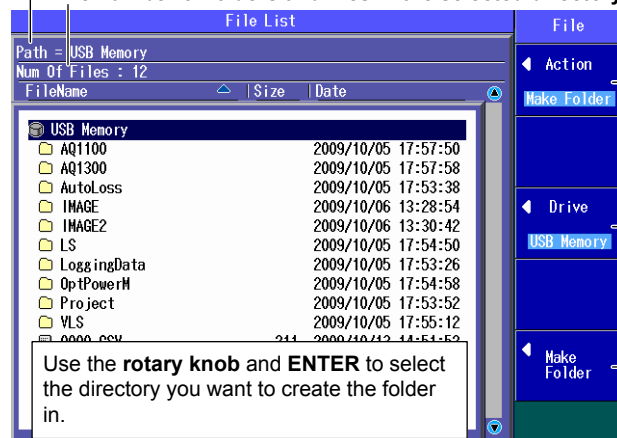 File List
File
Path = USB Memory
Num Of Files : 12
FileName Size Date
USB Memory
AQ1100 2009/10/05 17:57:50
AQ1300 2009/10/05 17:57:58
AutoLoss 2009/10/05 17:53:38
IMAGE 2009/10/06 13:28:54
IMAGE2 2009/10/06 13:30:42
LS 2009/10/05 17:54:50
LoggingData 2009/10/05 17:53:26
OptPowerM 2009/10/05 17:54:58
Project 2009/10/05 17:53:52
VLS 2009/10/05 17:55:12
Use the rotary knob and ENTER to select
the directory you want to create the folder
in.
Action
Make Folder
Drive
USB Memory
Make
Folder